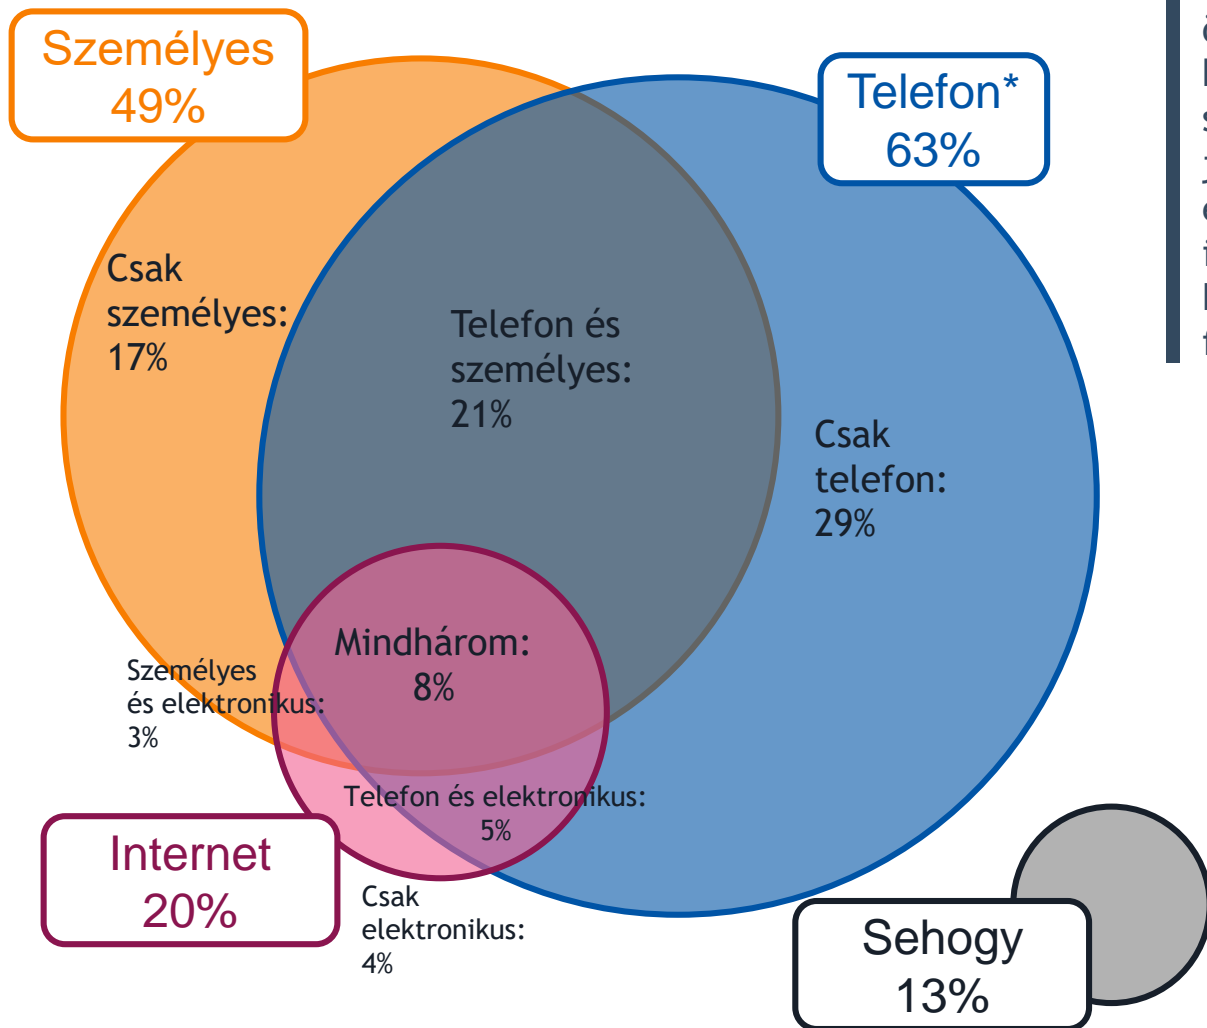 Személyes
49%
Telefon*
63%
Csak
személyes:
17%
Telefon és
személyes:
21%
Csak
telefon:
29%
Mindhárom:
8%
Személyes
és elektronikus:
3%
Telefon és elektronikus:
5%
Internet
20%
Csak
elektronikus:
4%
Sehogy
13%